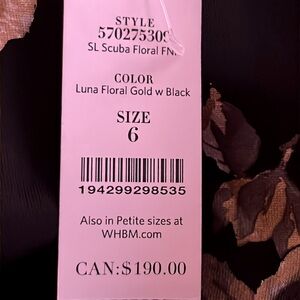 STYLE
570275309
SL Scuba Floral FN
COLOR
Luna Floral Gold w Black
SIZE
6
194299298535
Also in Petite sizes at
WHBM.com
CAN:$190.00